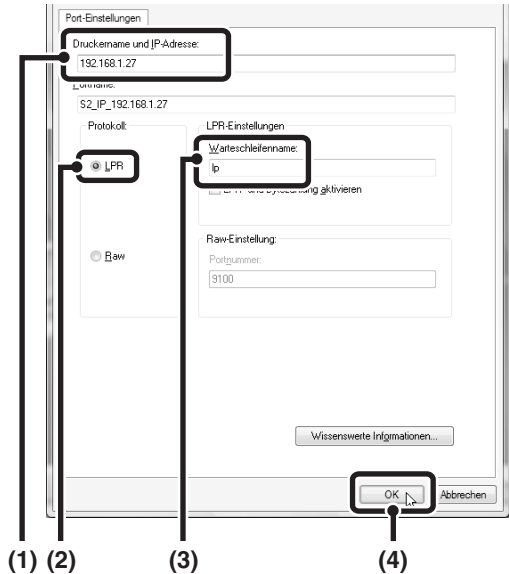 Port-Einstellungen
Druckername und IP-Adresse:
192.168.1.27
S2_IP_192.168.1.27
Protokoll:
LPR-Einstellungen
Warteschleifenname:
LPR
lp
aktivieren
Raw-Einstellung:
Raw
Portnummer:
9100
Wissenswerte Informationen...
OK
Abbrechen
(1) (2) (3) (4)